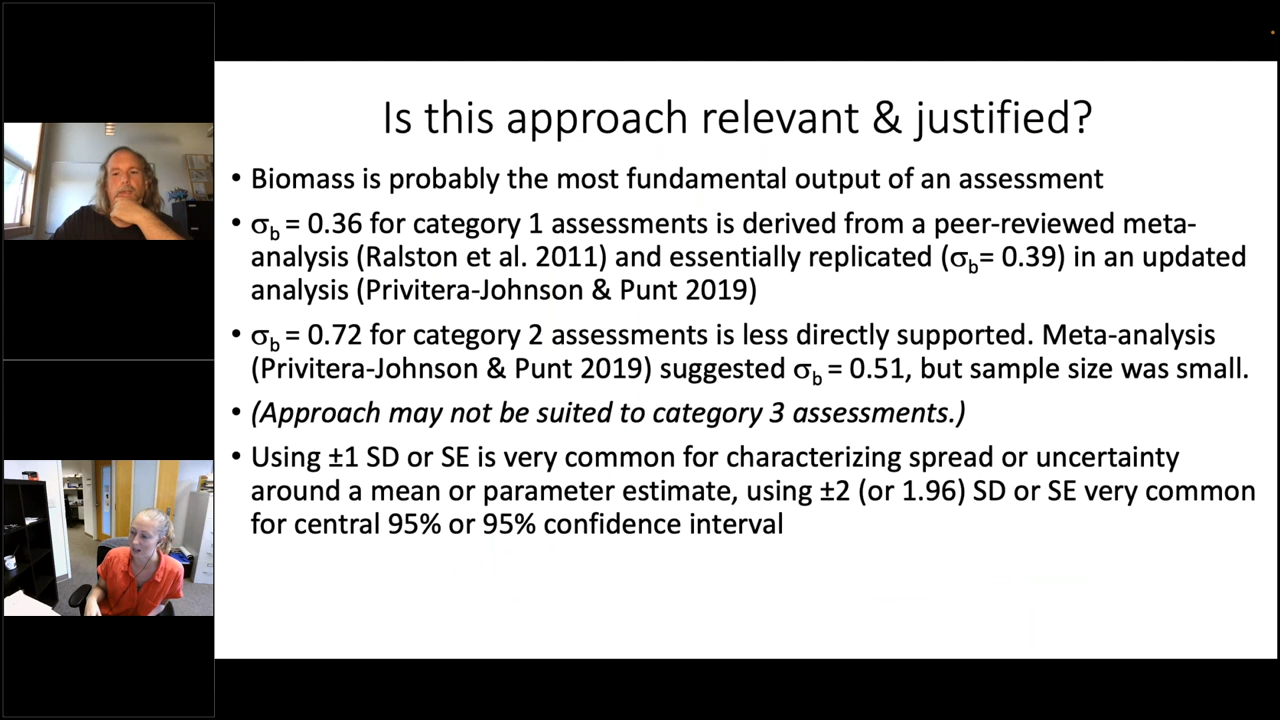 Is this approach relevant & justified?
• Biomass is probably the most fundamental output of an assessment
• σb = 0.36 for category 1 assessments is derived from a peer-reviewed meta-
analysis (Ralston et al. 2011) and essentially replicated (σb= 0.39) in an updated
analysis (Privitera-Johnson & Punt 2019)
• σb = 0.72 for category 2 assessments is less directly supported. Meta-analysis
(Privitera-Johnson & Punt 2019) suggested σb = 0.51, but sample size was small.
• (Approach may not be suited to category 3 assessments.)
• Using ±1 SD or SE is very common for characterizing spread or uncertainty
around a mean or parameter estimate, using ±2 (or 1.96) SD or SE very common
for central 95% or 95% confidence interval